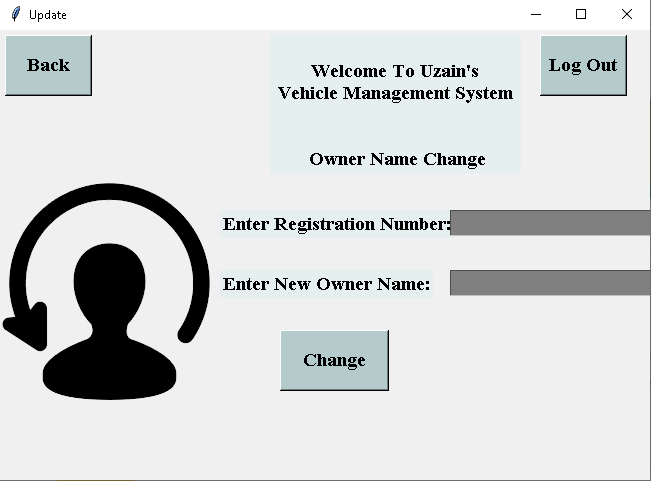 Update
Back
Welcome To Uzain's
Vehicle Management System
Log Out
Owner Name Change
Enter Registration Number:
Enter New Owner Name:
Change